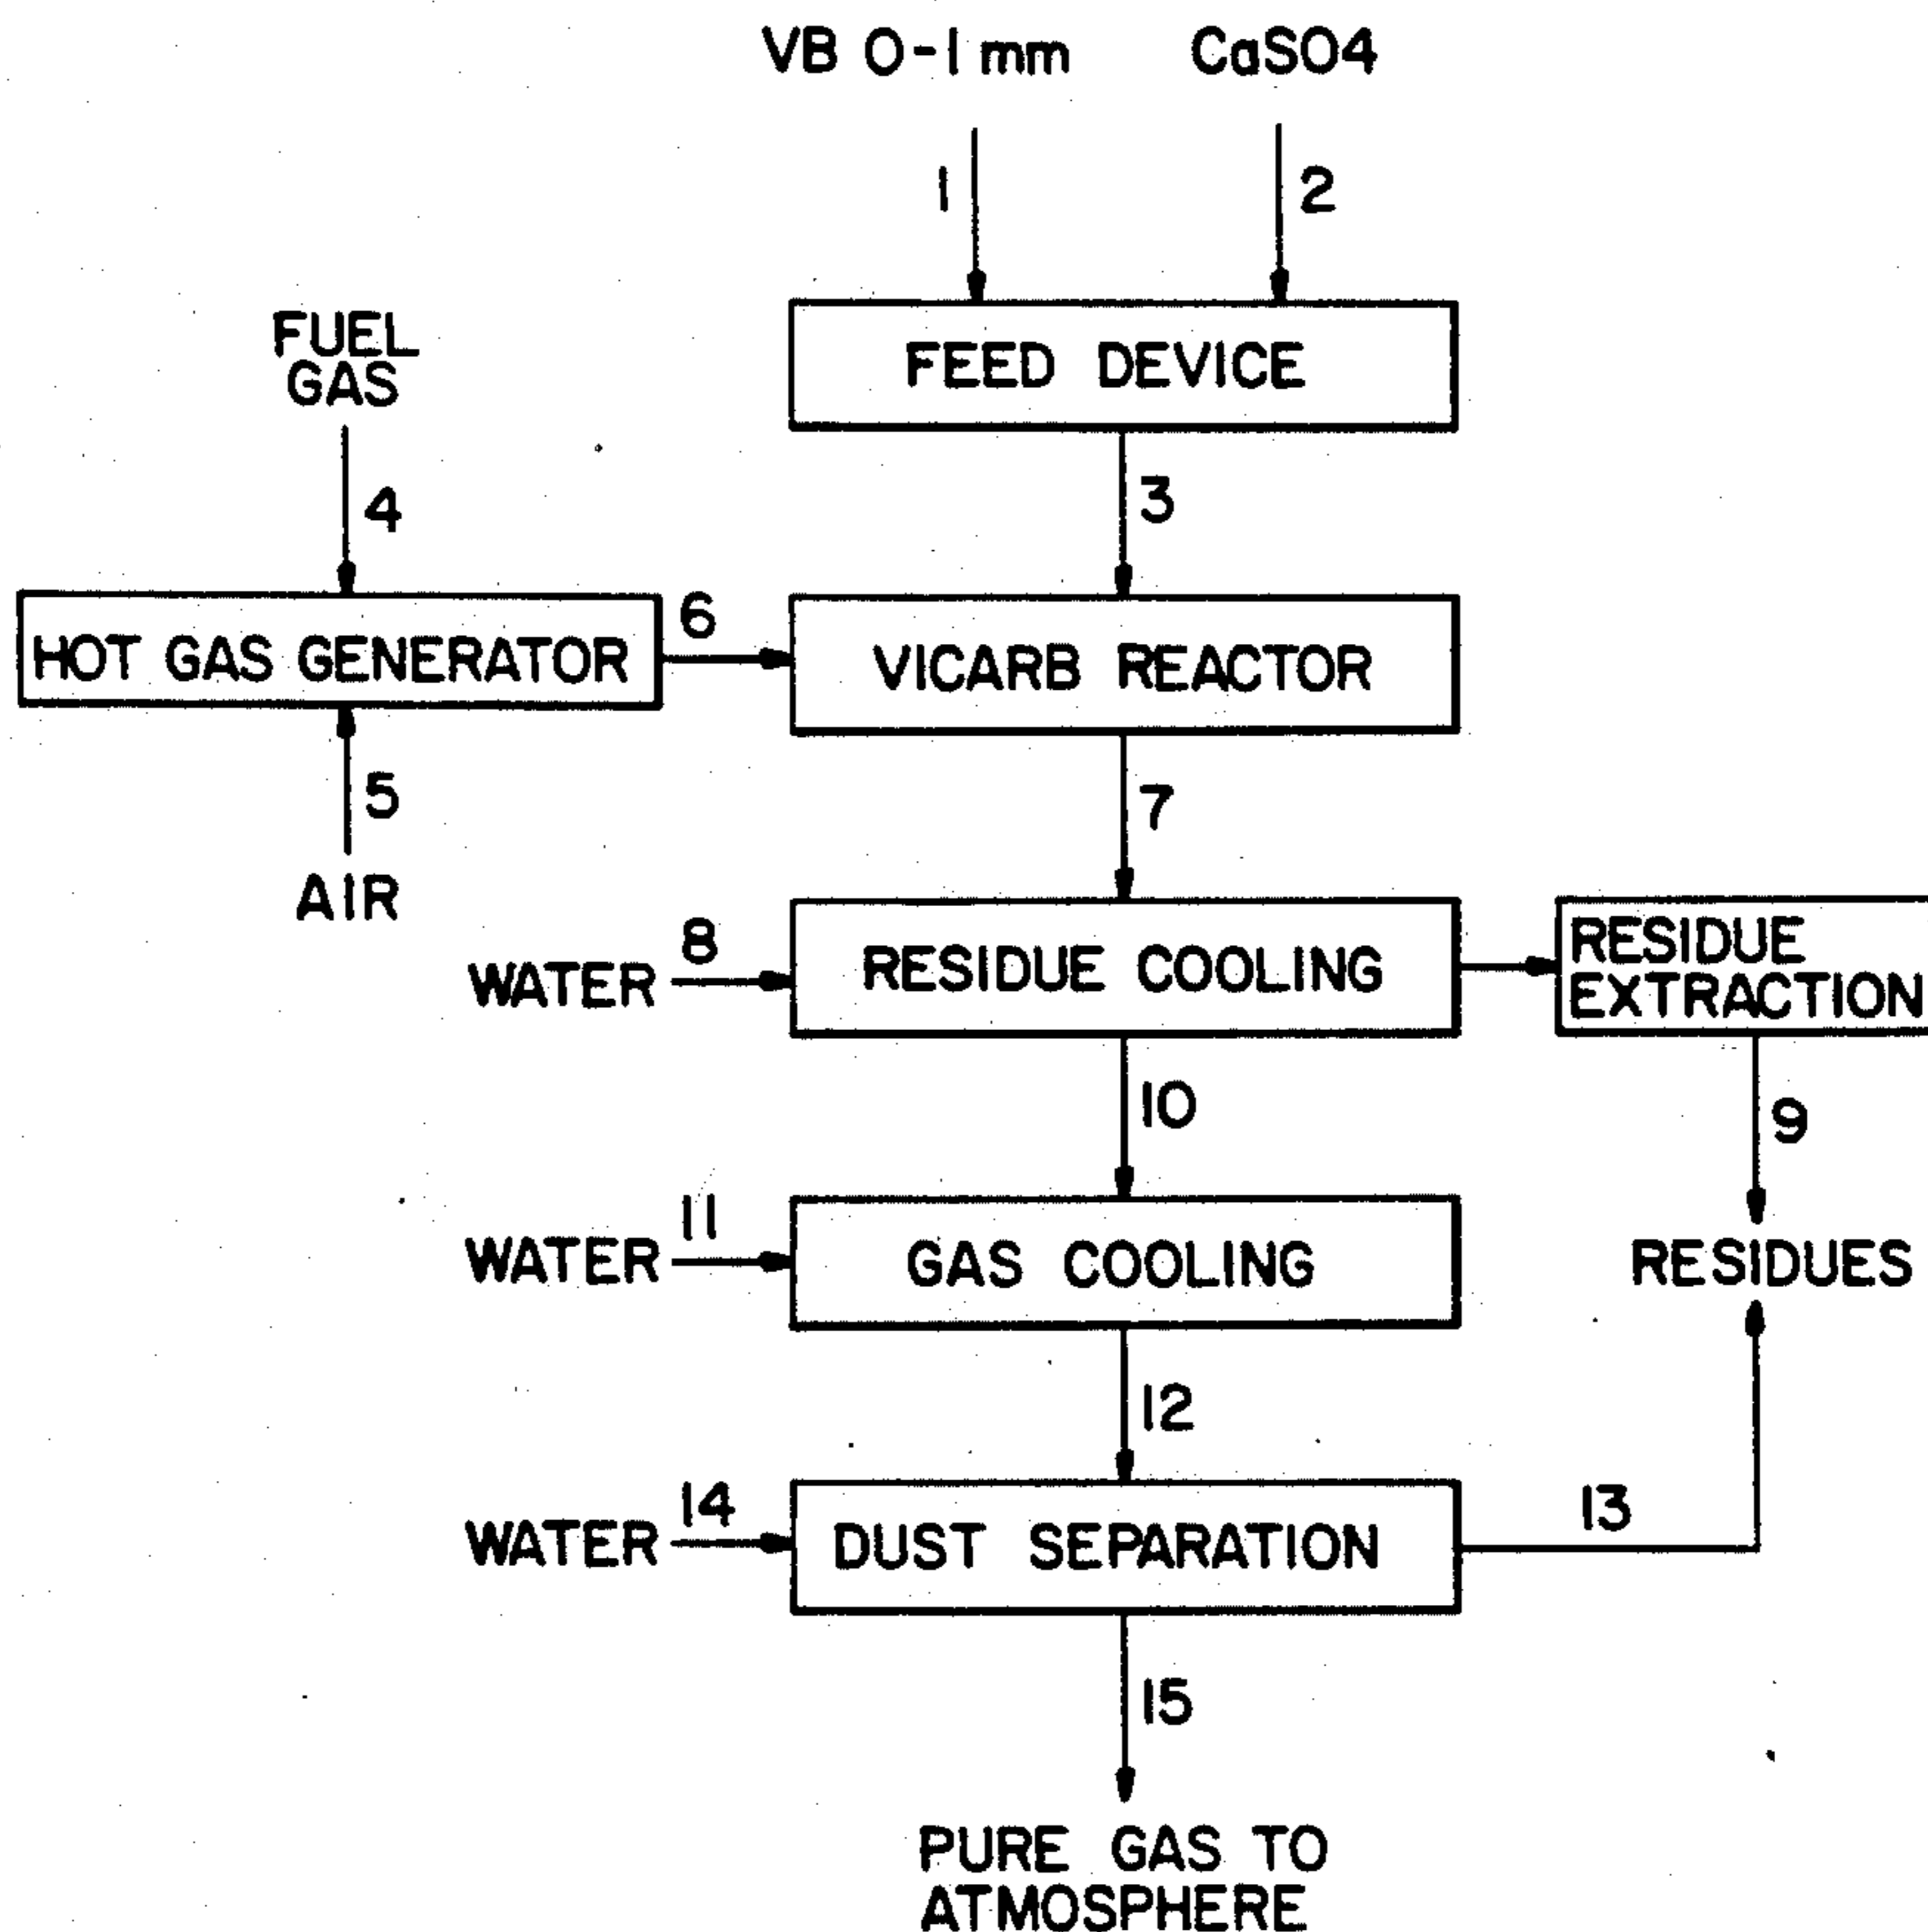 VB 0-1 mm
CaSO4
1
2
FUEL
GAS
FEED DEVICE
4
3
HOT GAS GENERATOR
6
VICARB REACTOR
5
AIR
7
WATER
8
RESIDUE COOLING
RESIDUE
EXTRACTION
10
9
WATER
11
GAS COOLING
RESIDUES
12
WATER
14
DUST SEPARATION
13
15
PURE GAS TO
ATMOSPHERE